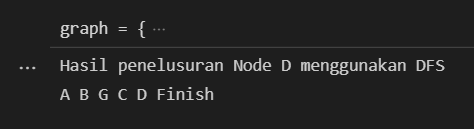 graph = { ...
... Hasil penelusuran Node D menggunakan DFS
A B G C D Finish